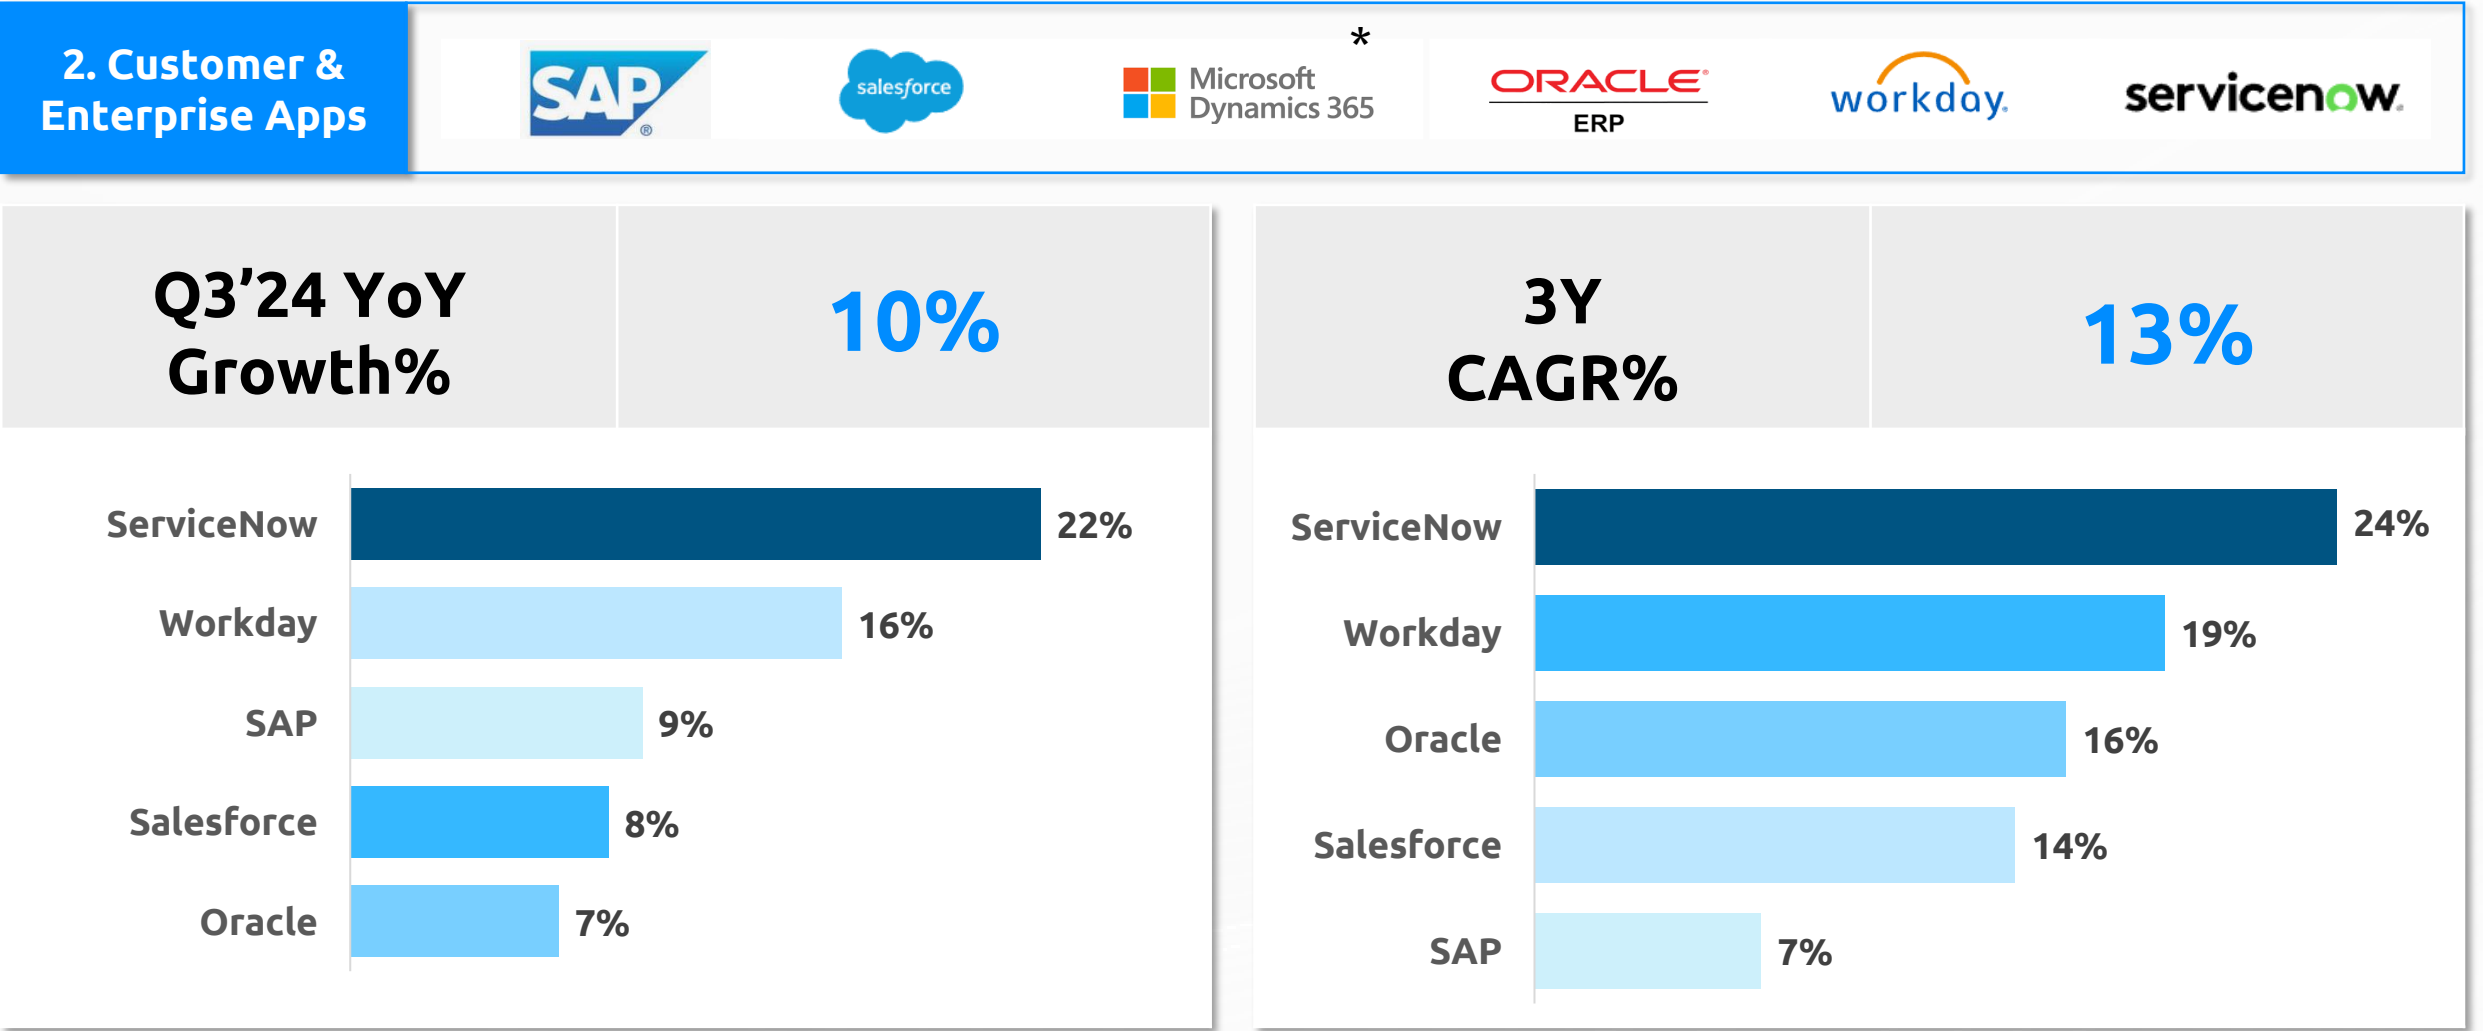 2. Customer &
Enterprise Apps
SAP
®
salesforce
*
Microsoft
Dynamics 365
ORACLE®
ERP
workday.
servicenow.
Q3’24 YoY
Growth%
10%
ServiceNow 22%
Workday 16%
SAP 9%
Salesforce 8%
Oracle 7%
3Y
CAGR%
13%
ServiceNow 24%
Workday 19%
Oracle 16%
Salesforce 14%
SAP 7%